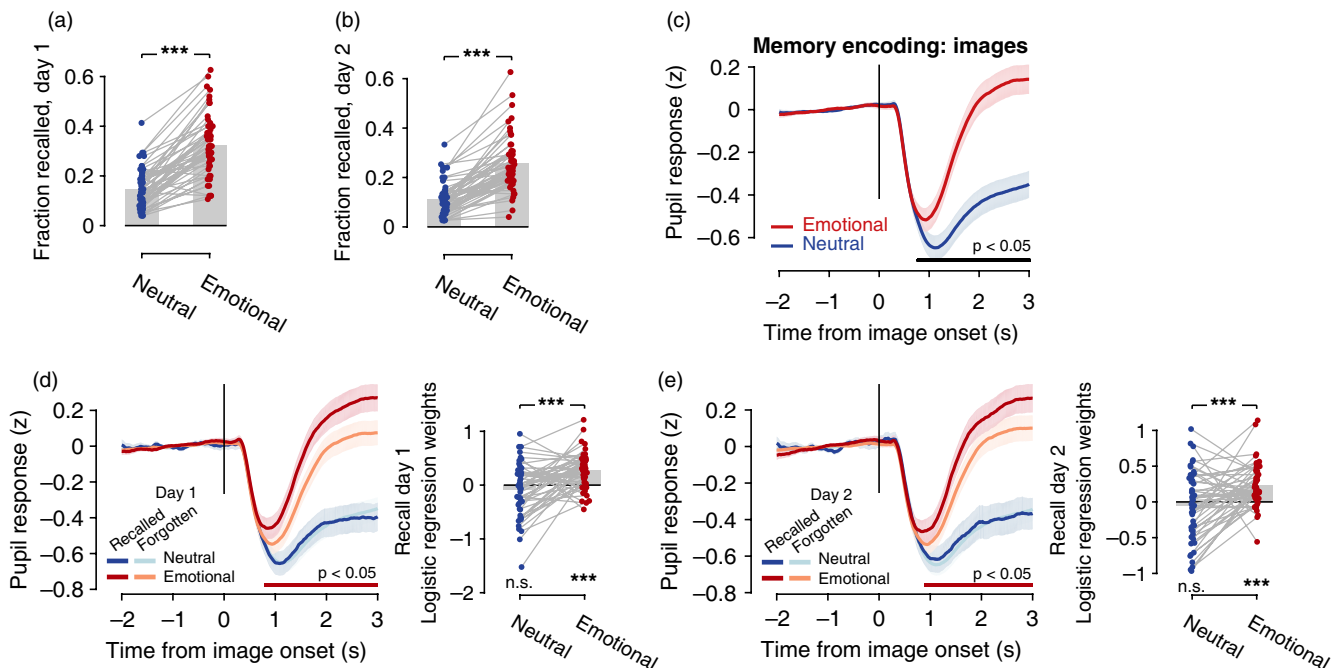 (a)
Fraction recalled, day 1
***
0.6
0.4
0.2
0
Neutral
Emotional
(b)
Fraction recalled, day 2
***
0.6
0.4
0.2
0
Neutral
Emotional
(c)
Memory encoding: images
Pupil response (z)
0.2
0
−0.2
−0.4
−0.6
Emotional
Neutral
p < 0.05
−2 −1 0 1 2 3
Time from image onset (s)
(d)
Pupil response (z)
0.2
0
−0.2
−0.4
−0.6
−0.8
Day 1
Recalled
Forgotten
Neutral
Emotional
p < 0.05
−2 −1 0 1 2 3
Time from image onset (s)
Recall day 1
Logistic regression weights
***
1
0
−1
−2
n.s.
***
Neutral
Emotional
(e)
Pupil response (z)
0.2
0
−0.2
−0.4
−0.6
−0.8
Day 2
Recalled
Forgotten
Neutral
Emotional
p < 0.05
−2 −1 0 1 2 3
Time from image onset (s)
Recall day 2
Logistic regression weights
***
1
0.5
0
−0.5
−1
n.s.
***
Neutral
Emotional